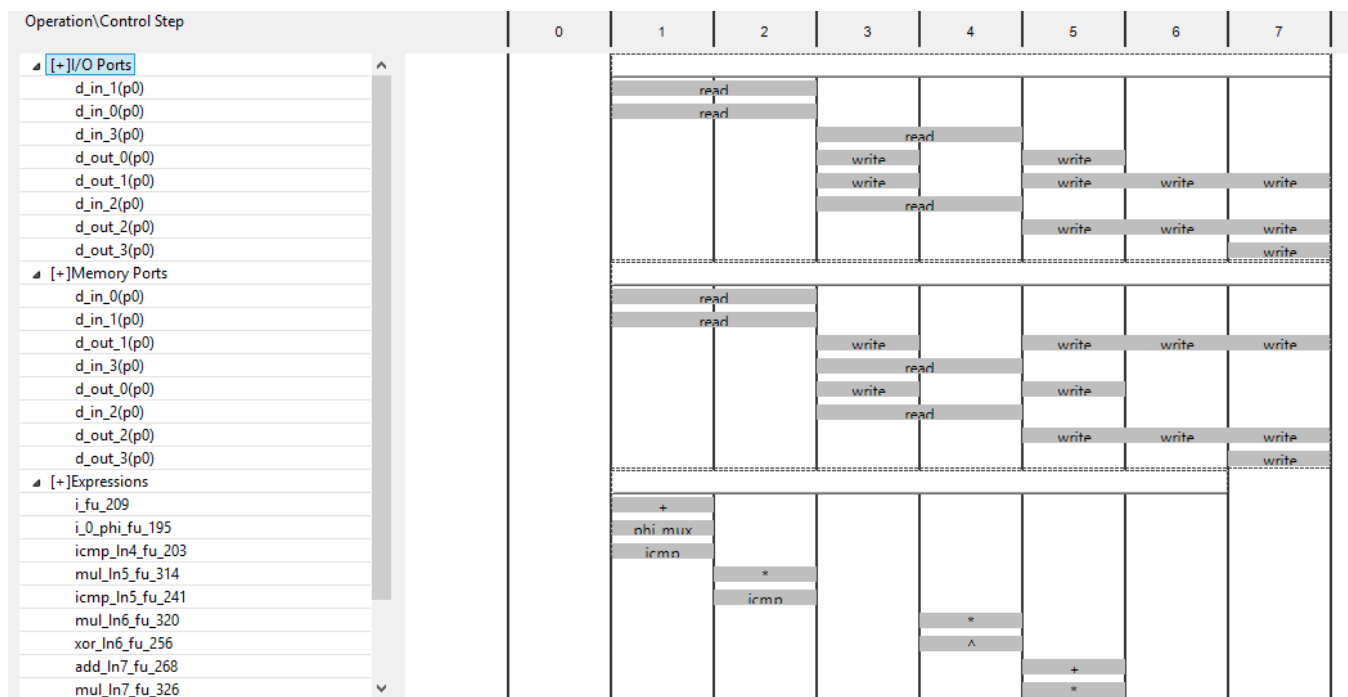 Operation\Control Step 0 1 2 3 4 5 6 7
[+]I/O Ports
d_in_1(p0) read
d_in_0(p0) read
d_in_3(p0) read
d_out_0(p0) write write
d_out_1(p0) write write write write
d_in_2(p0) read
d_out_2(p0) write write write
d_out_3(p0) write
[+]Memory Ports
d_in_0(p0) read
d_in_1(p0) read
d_out_1(p0) write write write write
d_in_3(p0) read
d_out_0(p0) write write
d_in_2(p0) read
d_out_2(p0) write write write
d_out_3(p0) write
[+]Expressions
i_fu_209 +
i_0_phi_fu_195 phi_mux
icmp_ln4_fu_203 icmp
mul_ln5_fu_314 *
icmp_ln5_fu_241 icmp
mul_ln6_fu_320 *
xor_ln6_fu_256 ^
add_ln7_fu_268 +
mul_ln7_fu_326 *